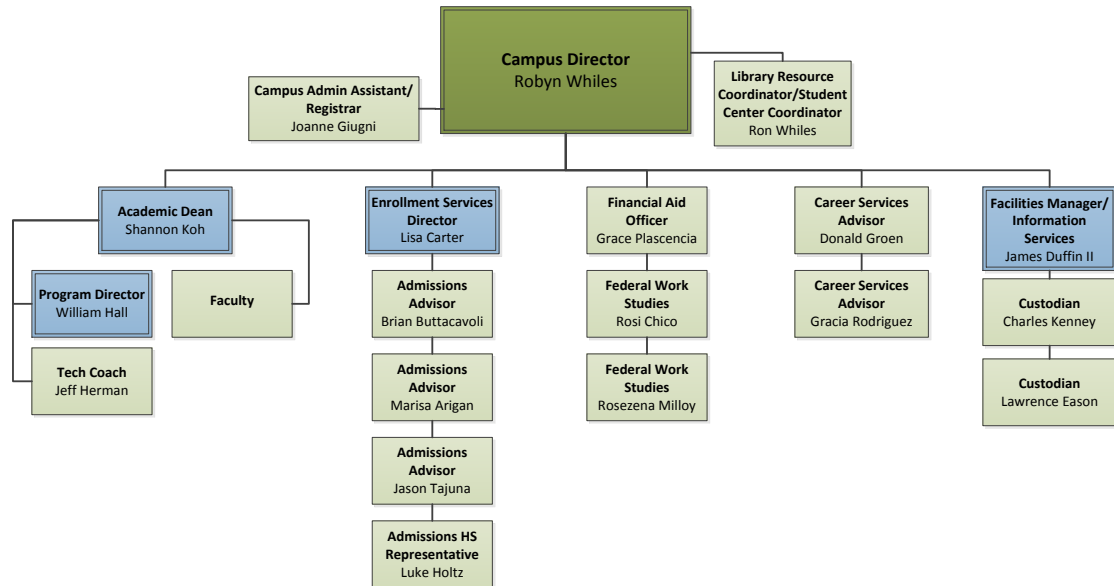 Campus Director
Robyn Whiles
Campus Admin Assistant/
Registrar
Joanne Giugni
Library Resource
Coordinator/Student
Center Coordinator
Ron Whiles
Academic Dean
Shannon Koh
Program Director
William Hall
Tech Coach
Jeff Herman
Faculty
Enrollment Services
Director
Lisa Carter
Admissions
Advisor
Brian Buttacavoli
Admissions
Advisor
Marisa Arigan
Admissions
Advisor
Jason Tajuna
Admissions HS
Representative
Luke Holtz
Financial Aid
Officer
Grace Plascencia
Federal Work
Studies
Rosi Chico
Federal Work
Studies
Rosezena Milloy
Career Services
Advisor
Donald Groen
Career Services
Advisor
Gracia Rodriguez
Facilities Manager/
Information
Services
James Duffin II
Custodian
Charles Kenney
Custodian
Lawrence Eason